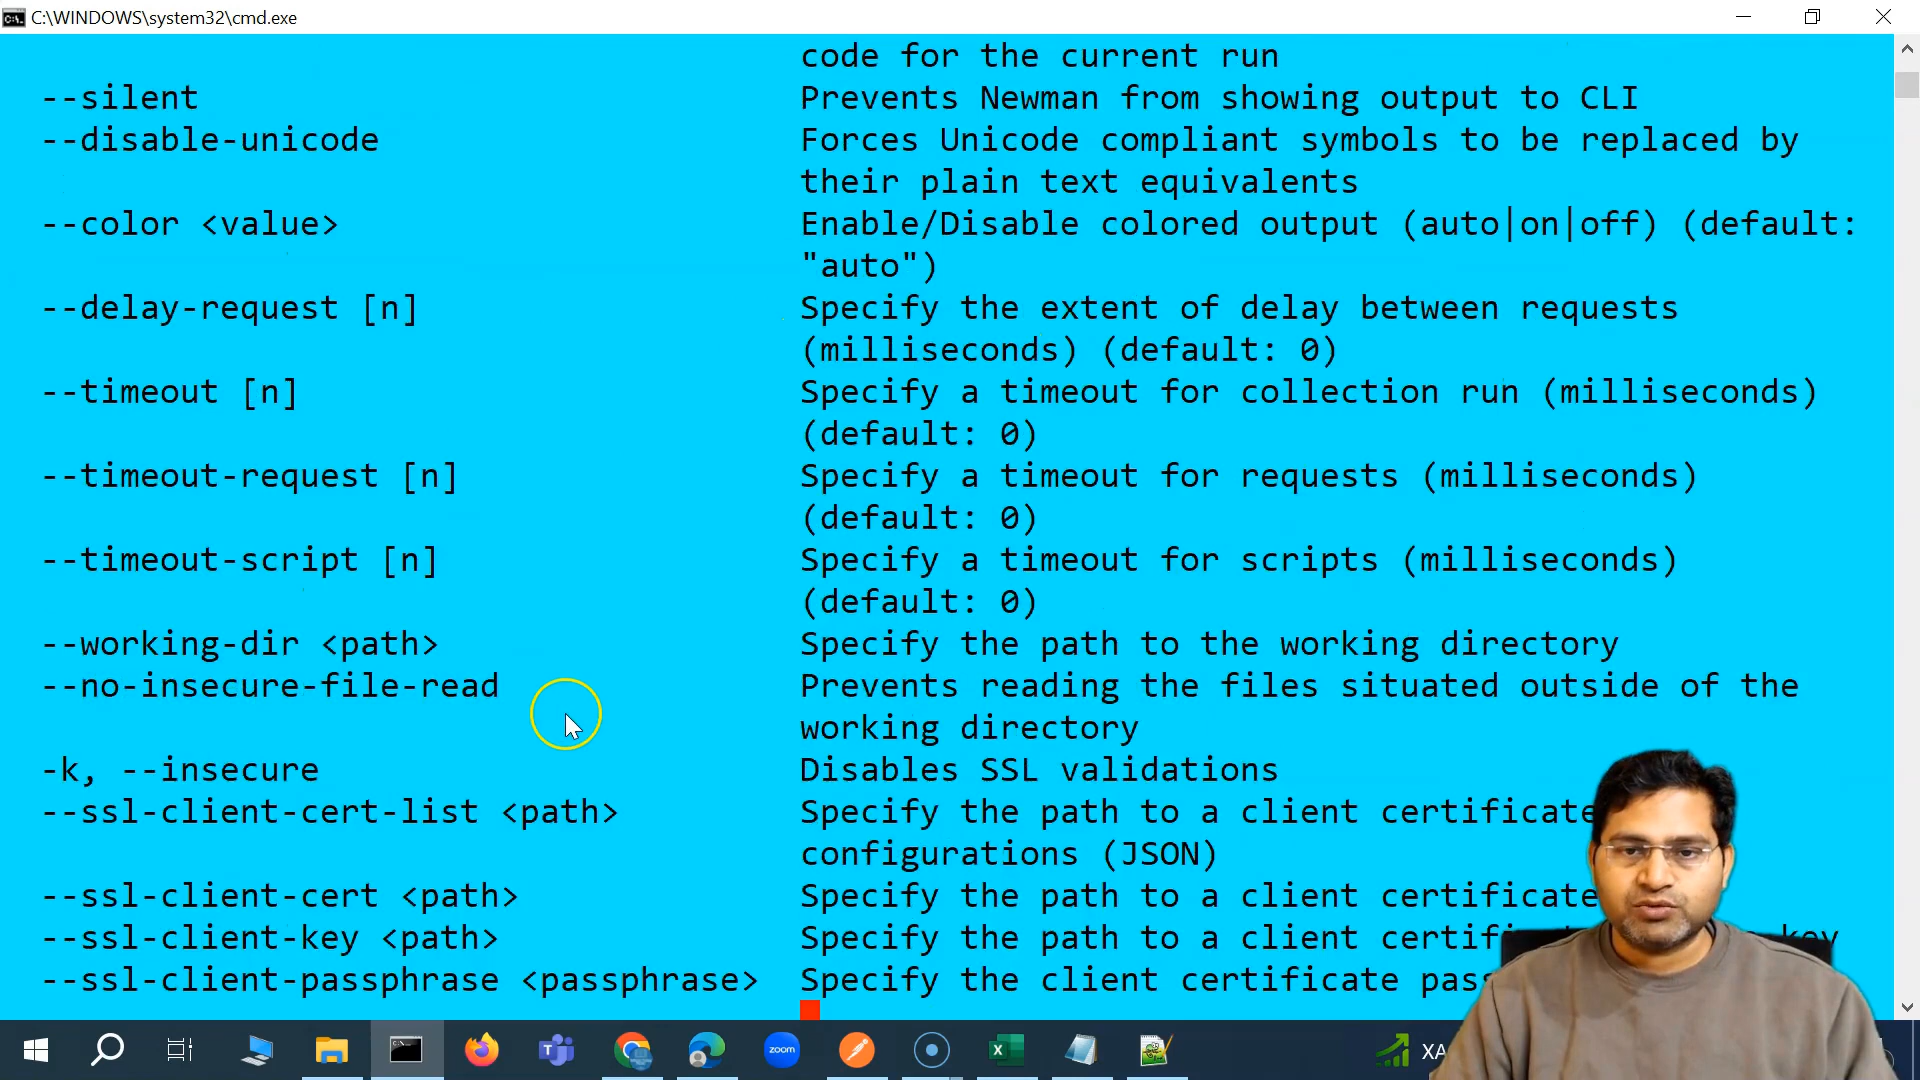 C:\WINDOWS\system32\cmd.exe
code for the current run
--silent Prevents Newman from showing output to CLI
--disable-unicode Forces Unicode compliant symbols to be replaced by
their plain text equivalents
--color <value> Enable/Disable colored output (auto|on|off) (default:
"auto")
--delay-request [n] Specify the extent of delay between requests
(milliseconds) (default: 0)
--timeout [n] Specify a timeout for collection run (milliseconds)
(default: 0)
--timeout-request [n] Specify a timeout for requests (milliseconds)
(default: 0)
--timeout-script [n] Specify a timeout for scripts (milliseconds)
(default: 0)
--working-dir <path> Specify the path to the working directory
--no-insecure-file-read Prevents reading the files situated outside of the
working directory
-k, --insecure Disables SSL validations
--ssl-client-cert-list <path> Specify the path to a client certificate
configurations (JSON)
--ssl-client-cert <path> Specify the path to a client certificate
--ssl-client-key <path> Specify the path to a client key
--ssl-client-passphrase <passphrase> Specify the client certificate
zoom
XA